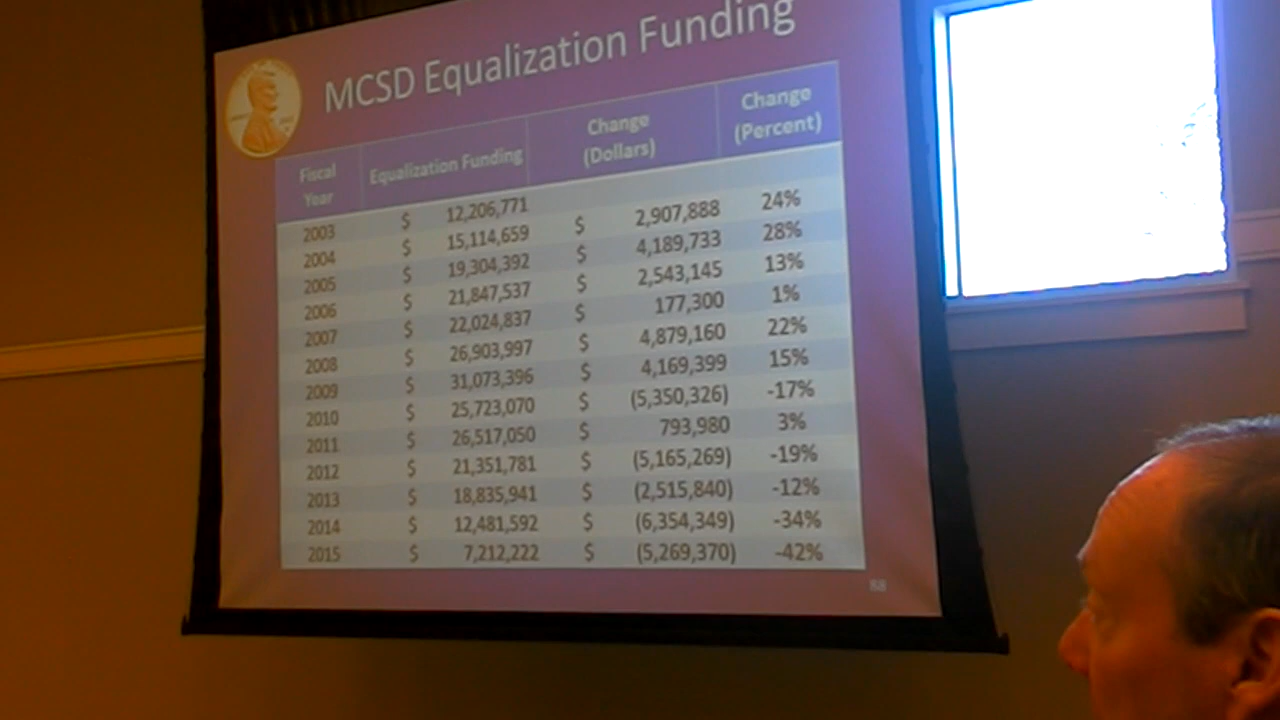 MCSD Equalization Funding
Fiscal Year Equalization Funding Change (Dollars) Change (Percent)
2003 $ 12,206,771
2004 $ 15,114,659 $ 2,907,888 24%
2005 $ 19,304,392 $ 4,189,733 28%
2006 $ 21,847,537 $ 2,543,145 13%
2007 $ 22,024,837 $ 177,300 1%
2008 $ 26,903,997 $ 4,879,160 22%
2009 $ 31,073,396 $ 4,169,399 15%
2010 $ 25,723,070 $ (5,350,326) -17%
2011 $ 26,517,050 $ 793,980 3%
2012 $ 21,351,781 $ (5,165,269) -19%
2013 $ 18,835,941 $ (2,515,840) -12%
2014 $ 12,481,592 $ (6,354,349) -34%
2015 $ 7,212,222 $ (5,269,370) -42%
88